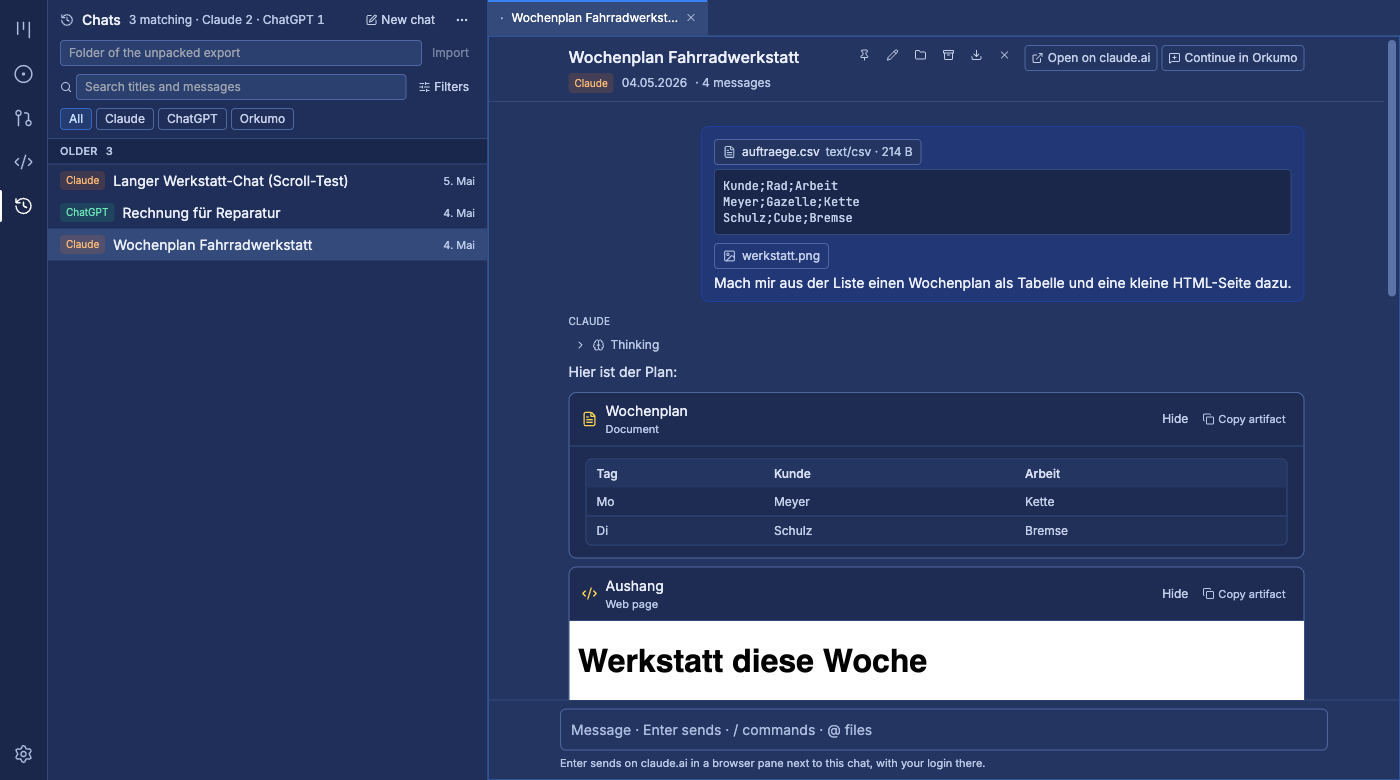 Chats 3 matching · Claude 2 · ChatGPT 1 New chat ···
Folder of the unpacked export Import
Search titles and messages Filters
All Claude ChatGPT Orkumo
OLDER 3
Claude Langer Werkstatt-Chat (Scroll-Test) 5. Mai
ChatGPT Rechnung für Reparatur 4. Mai
Claude Wochenplan Fahrradwerkstatt 4. Mai
· Wochenplan Fahrradwerkst...
Wochenplan Fahrradwerkstatt
Open on claude.ai Continue in Orkumo
Claude 04.05.2026 · 4 messages
auftraege.csv text/csv · 214 B
Kunde;Rad;Arbeit
Meyer;Gazelle;Kette
Schulz;Cube;Bremse
werkstatt.png
Mach mir aus der Liste einen Wochenplan als Tabelle und eine kleine HTML-Seite dazu.
CLAUDE
Thinking
Hier ist der Plan:
Wochenplan
Document
Hide Copy artifact
Tag Kunde Arbeit
Mo Meyer Kette
Di Schulz Bremse
Aushang
Web page
Hide Copy artifact
Werkstatt diese Woche
Message · Enter sends · / commands · @ files
Enter sends on claude.ai in a browser pane next to this chat, with your login there.